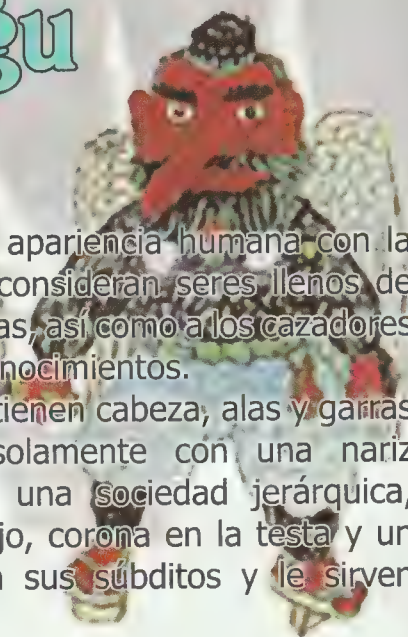 gu
apariencia humana con la
consideran seres llenos de
as, así como a los cazadores
nocimientos.
tienen cabeza, alas y garras
solamente con una nariz
una sociedad jerárquica,
jo, corona en la testa y un
sus súbditos y le sirven